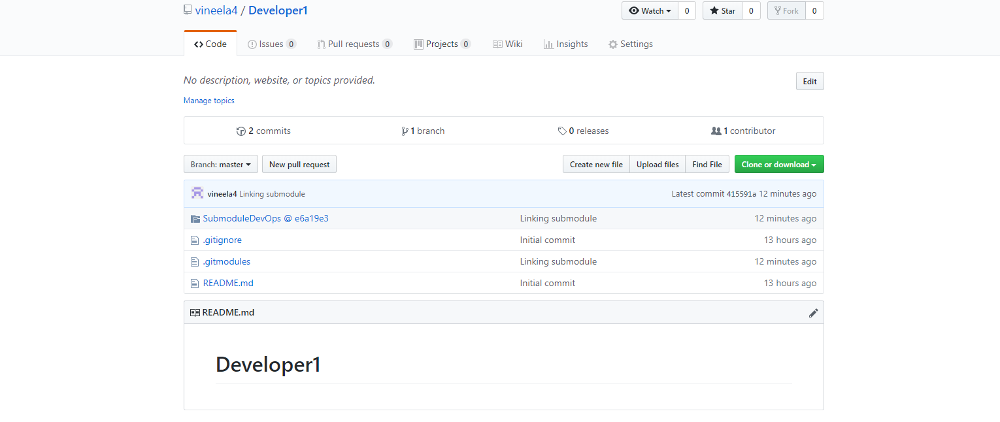 vineela4 / Developer1 Watch 0 Star 0 Fork 0
Code Issues 0 Pull requests 0 Projects 0 Wiki Insights Settings
No description, website, or topics provided. Edit
Manage topics
2 commits 1 branch 0 releases 1 contributor
Branch: master New pull request Create new file Upload files Find File Clone or download
vineela4 Linking submodule Latest commit 415591a 12 minutes ago
SubmoduleDevOps @ e6a19e3 Linking submodule 12 minutes ago
.gitignore Initial commit 13 hours ago
.gitmodules Linking submodule 12 minutes ago
README.md Initial commit 13 hours ago
README.md
Developer1